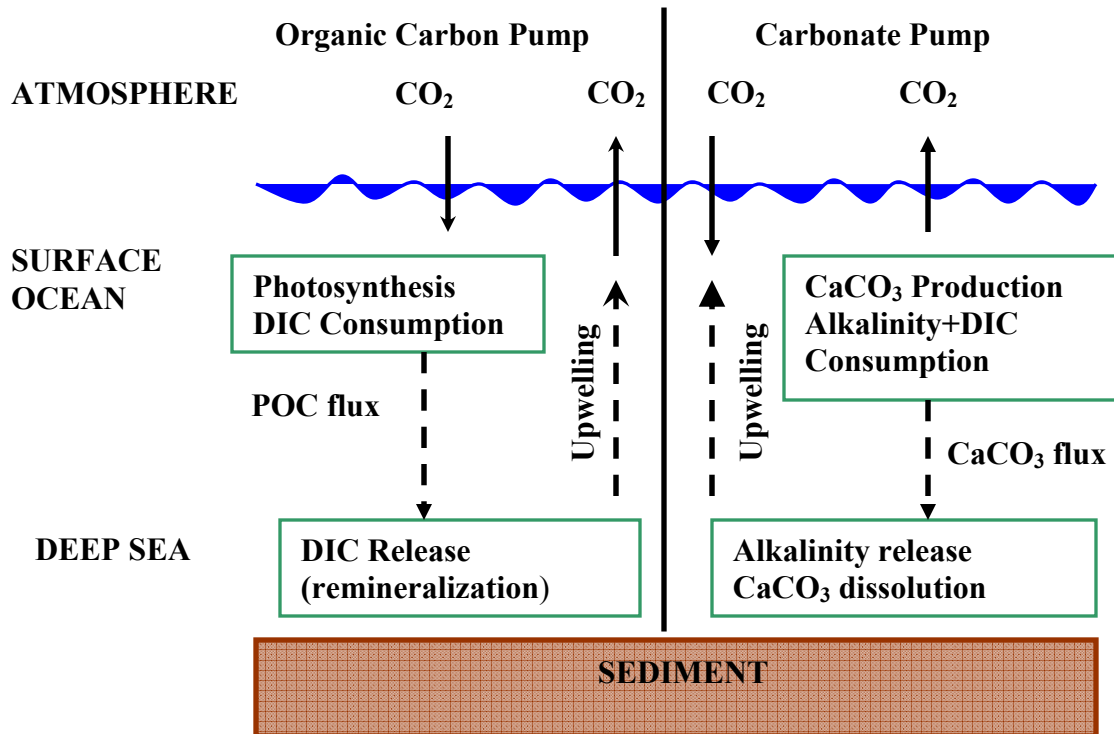 Organic Carbon Pump
Carbonate Pump
ATMOSPHERE
CO₂
CO₂
CO₂
CO₂
SURFACE
OCEAN
Photosynthesis
DIC Consumption
CaCO₃ Production
Alkalinity+DIC
Consumption
POC flux
Upwelling
Upwelling
CaCO₃ flux
DEEP SEA
DIC Release
(remineralization)
Alkalinity release
CaCO₃ dissolution
SEDIMENT